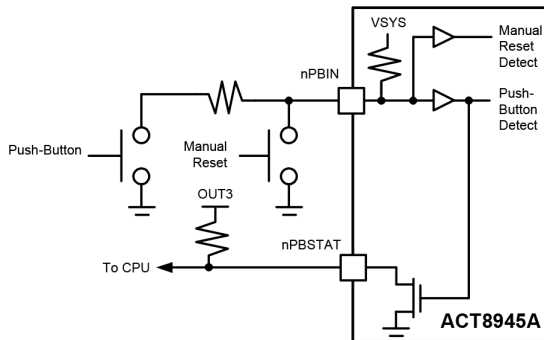 VSYS
Manual
Reset
Detect
nPBIN
Push-
Button
Detect
Push-Button
Manual
Reset
OUT3
nPBSTAT
To CPU
ACT8945A